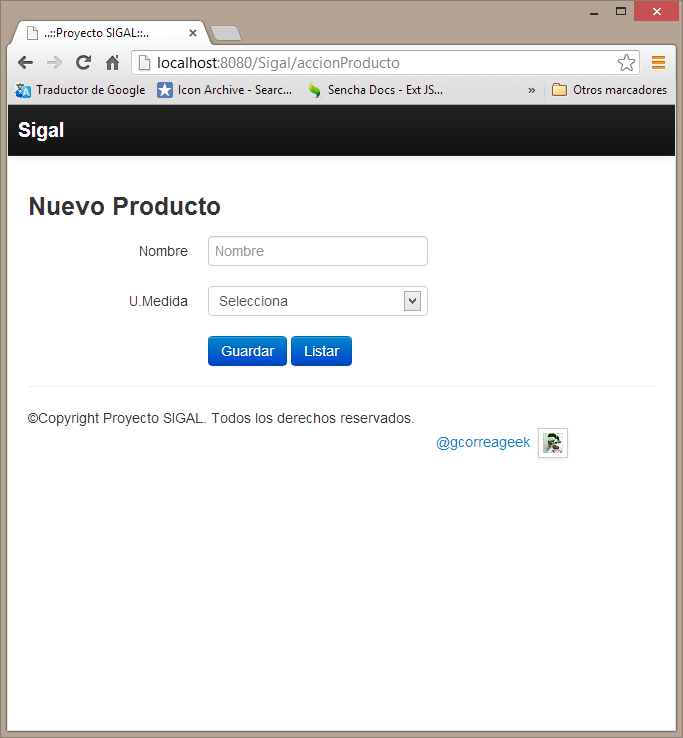 ..::Proyecto SIGAL::..
localhost:8080/Sigal/accionProducto
Traductor de Google Icon Archive - Searc... Sencha Docs - Ext JS... » Otros marcadores
Sigal
Nuevo Producto
Nombre Nombre
U.Medida Selecciona
Guardar Listar
©Copyright Proyecto SIGAL. Todos los derechos reservados.
@gcorreageek